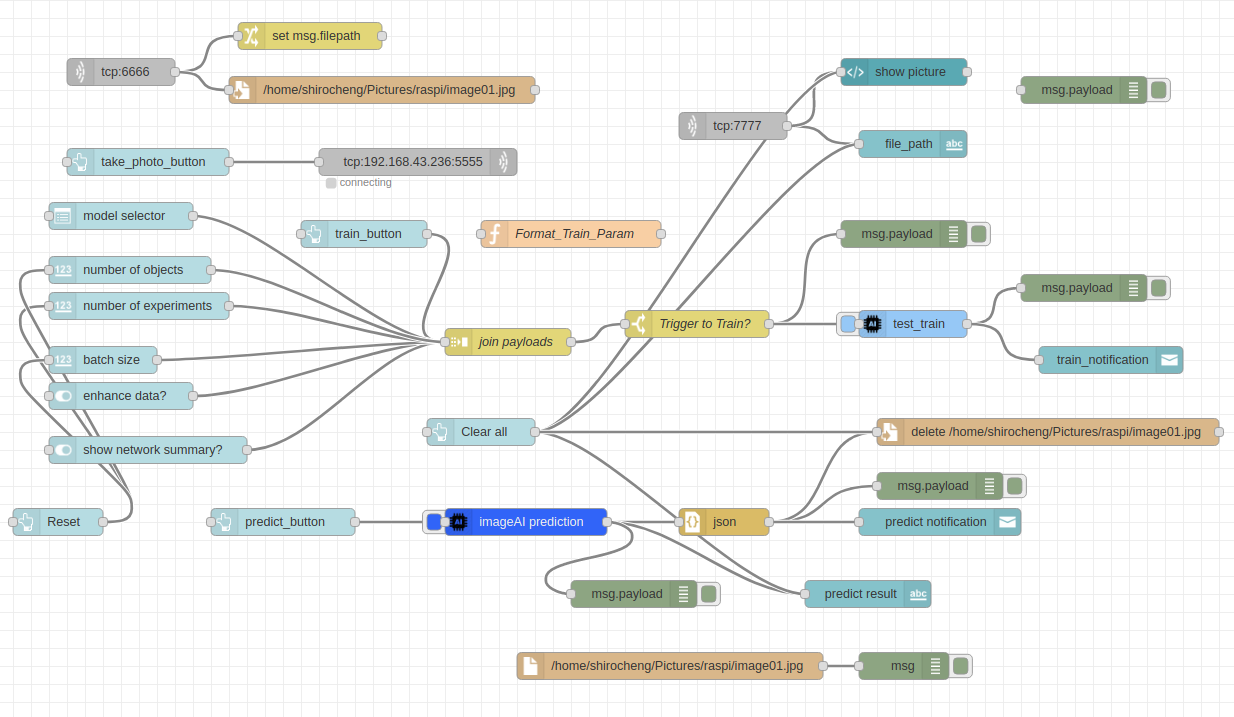 set msg.filepath
tcp:6666
show picture
/home/shirocheng/Pictures/raspi/image01.jpg
msg.payload
tcp:7777
file_path
take_photo_button
tcp:192.168.43.236:5555
connecting
model selector
train_button
Format_Train_Param
msg.payload
123 number of objects
msg.payload
123 number of experiments
Trigger to Train?
AI test_train
join payloads
123 batch size
train_notification
enhance data?
Clear all
delete /home/shirocheng/Pictures/raspi/image01.jpg
show network summary?
msg.payload
Reset
predict_button
AI imageAI prediction
json
predict notification
msg.payload
predict result abc
/home/shirocheng/Pictures/raspi/image01.jpg
msg